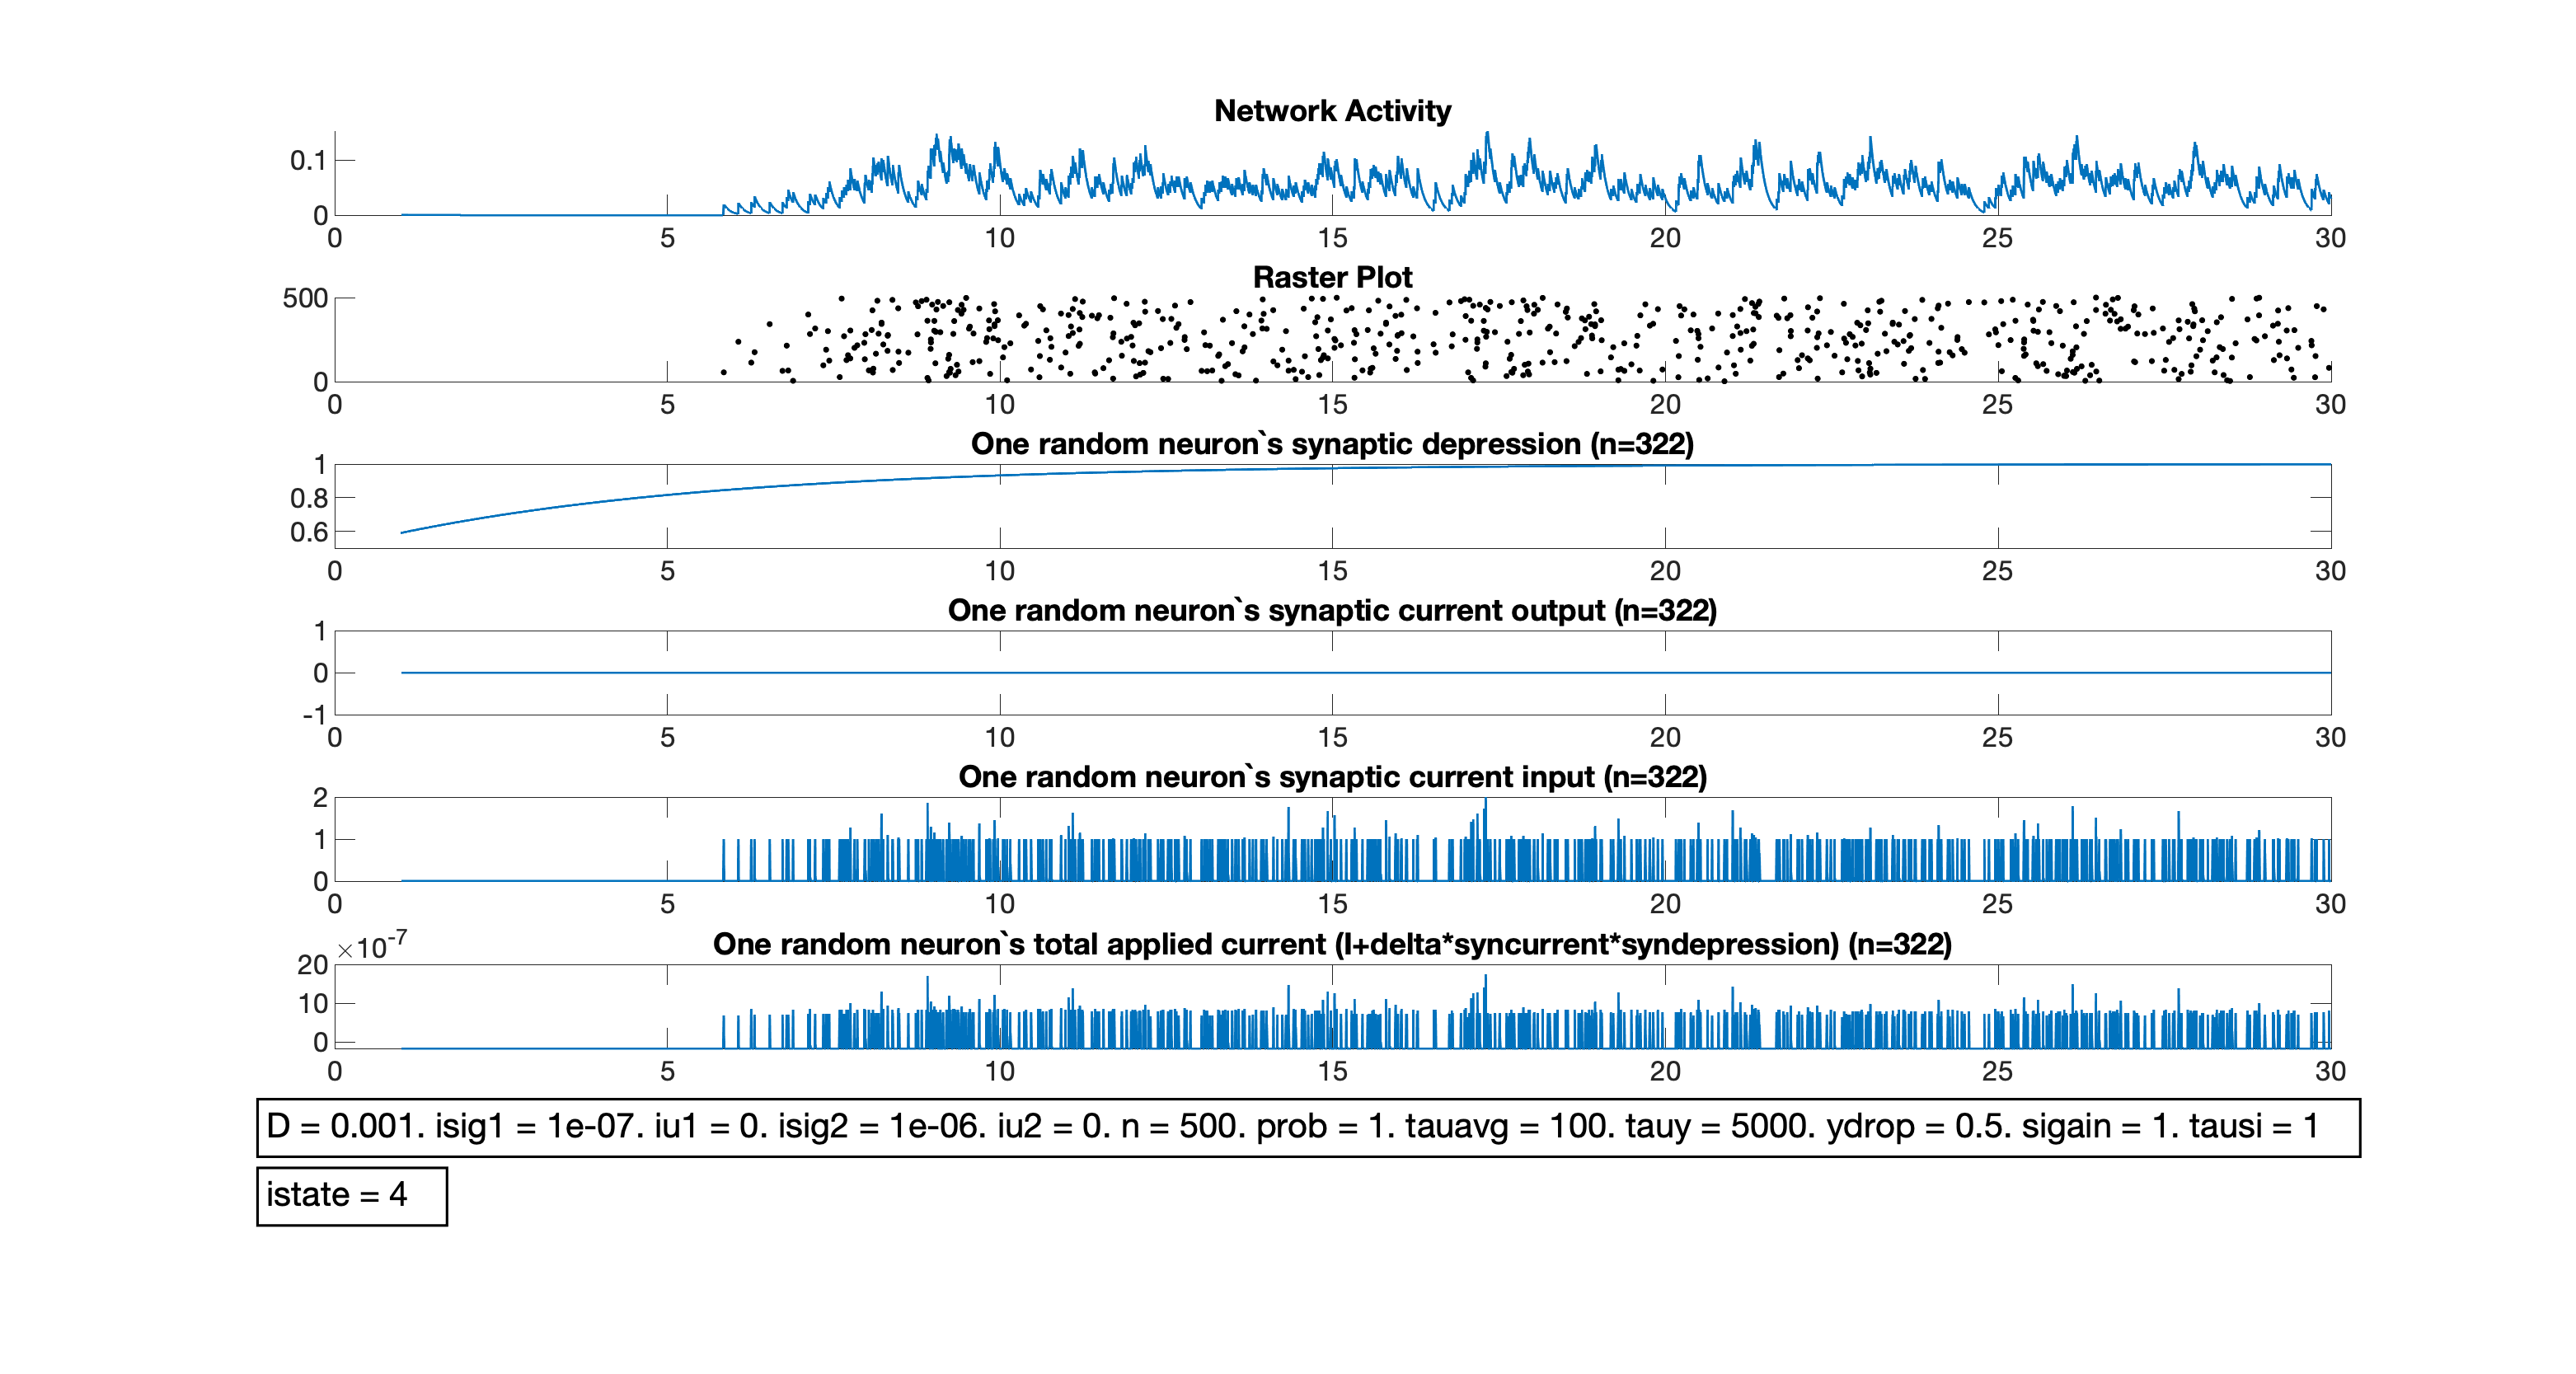 Network Activity
0.1
0
0 5 10 15 20 25 30
Raster Plot
500
0
0 5 10 15 20 25 30
One random neuron`s synaptic depression (n=322)
1
0.8
0.6
0 5 10 15 20 25 30
One random neuron`s synaptic current output (n=322)
1
0
-1
0 5 10 15 20 25 30
One random neuron`s synaptic current input (n=322)
2
1
0
0 5 10 15 20 25 30
One random neuron`s total applied current (I+delta*syncurrent*syndepression) (n=322)
×10⁻⁷
20
10
0
0 5 10 15 20 25 30
D = 0.001. isig1 = 1e-07. iu1 = 0. isig2 = 1e-06. iu2 = 0. n = 500. prob = 1. tauavg = 100. tauy = 5000. ydrop = 0.5. sigain = 1. tausi = 1
istate = 4